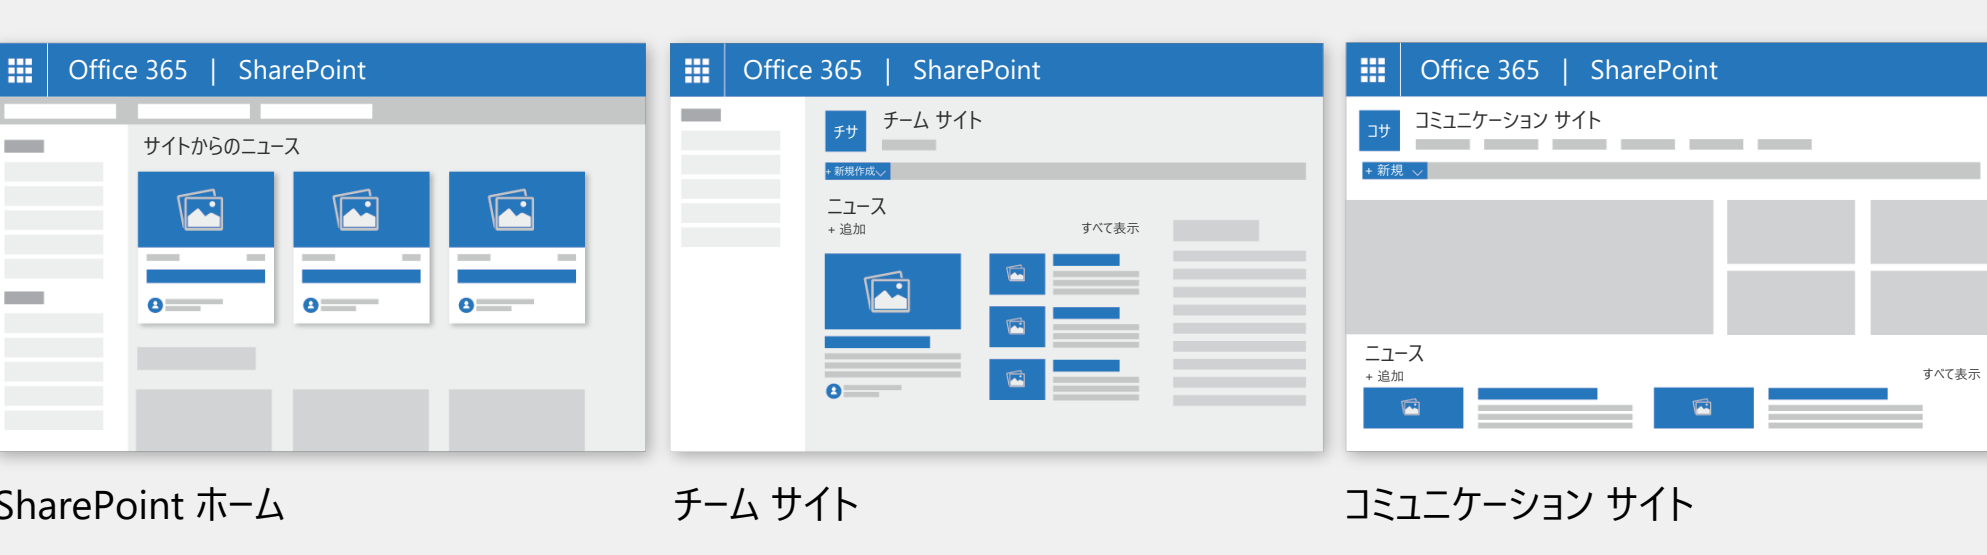 Office 365 | SharePoint
サイトからのニュース
SharePoint ホーム
Office 365 | SharePoint
チサ
チーム サイト
+ 新規作成
ニュース
+ 追加
すべて表示
チーム サイト
Office 365 | SharePoint
コサ
コミュニケーション サイト
+ 新規
ニュース
+ 追加
すべて表示
コミュニケーション サイト